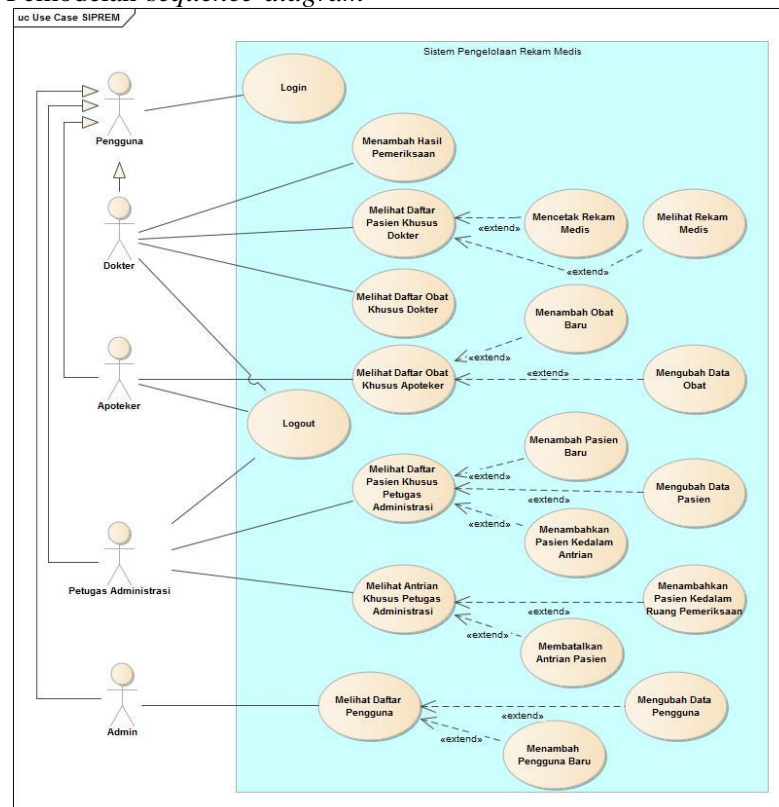 Pemodelan sequence diagram
uc Use Case SIPREM
Sistem Pengelolaan Rekam Medis
Login
Pengguna
Menambah Hasil
Pemeriksaan
Melihat Daftar
Pasien Khusus
Dokter
Mencetak Rekam
Medis
Melihat Rekam
Medis
«extend»
«extend»
Dokter
Melihat Daftar Obat
Khusus Dokter
Menambah Obat
Baru
Melihat Daftar Obat
Khusus Apoteker
«extend»
«extend»
Mengubah Data
Obat
Apoteker
Logout
Menambah Pasien
Baru
Melihat Daftar
Pasien Khusus
Petugas
Administrasi
«extend»
«extend»
«extend»
Mengubah Data
Pasien
Menambahkan
Pasien Kedalam
Antrian
Petugas Administrasi
Melihat Antrian
Khusus Petugas
Administrasi
Menambahkan
Pasien Kedalam
Ruang Pemeriksaan
«extend»
«extend»
Membatalkan
Antrian Pasien
Admin
Melihat Daftar
Pengguna
Mengubah Data
Pengguna
«extend»
«extend»
Menambah
Pengguna Baru